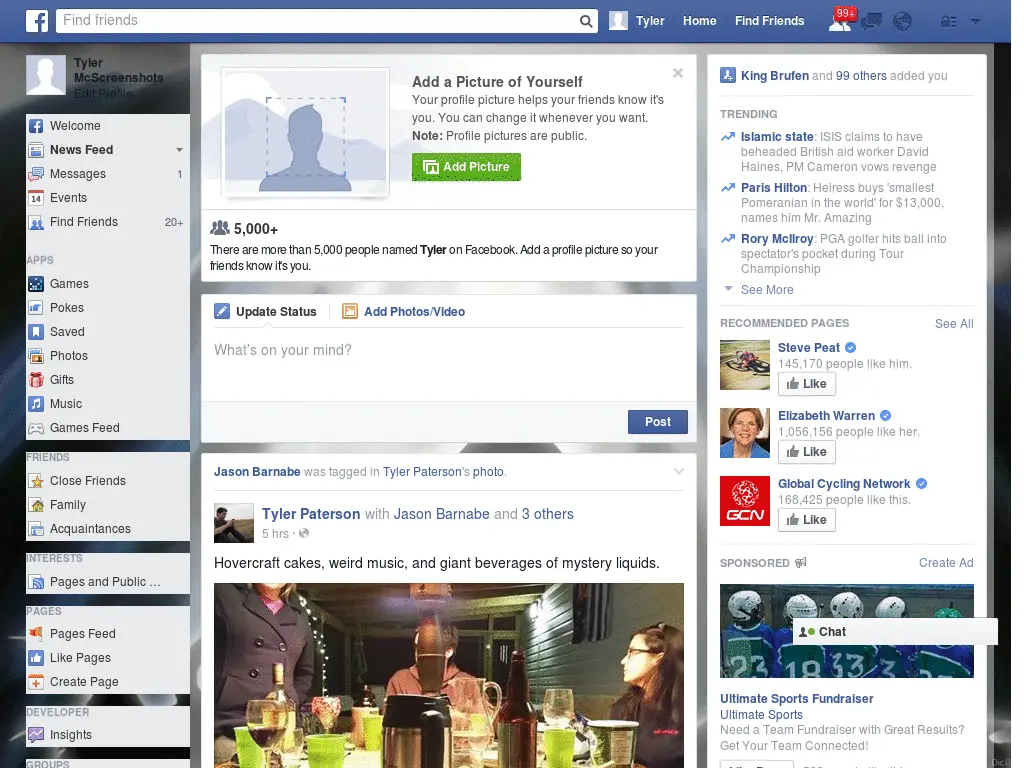 Find friends
Tyler
Home
Find Friends
99+
Tyler
McScreenshots
Edit Profile
Welcome
News Feed
Messages 1
14 Events
Find Friends 20+
APPS
Games
Pokes
Saved
Photos
Gifts
Music
Games Feed
FRIENDS
Close Friends
Family
Acquaintances
INTERESTS
Pages and Public ...
PAGES
Pages Feed
Like Pages
Create Page
DEVELOPER
Insights
GROUPS
Add a Picture of Yourself
Your profile picture helps your friends know it's
you. You can change it whenever you want.
Note: Profile pictures are public.
Add Picture
5,000+
There are more than 5,000 people named Tyler on Facebook. Add a profile picture so your
friends know it's you.
Update Status
Add Photos/Video
What's on your mind?
Post
Jason Barnabe was tagged in Tyler Paterson's photo.
Tyler Paterson with Jason Barnabe and 3 others
5 hrs ·
Hovercraft cakes, weird music, and giant beverages of mystery liquids.
King Brufen and 99 others added you
TRENDING
Islamic state: ISIS claims to have
beheaded British aid worker David
Haines, PM Cameron vows revenge
Paris Hilton: Heiress buys 'smallest
Pomeranian in the world' for $13,000,
names him Mr. Amazing
Rory McIlroy: PGA golfer hits ball into
spectator's pocket during Tour
Championship
See More
RECOMMENDED PAGES See All
Steve Peat
145,170 people like him.
Like
Elizabeth Warren
1,056,156 people like her.
Like
GCN
Global Cycling Network
168,425 people like this.
Like
SPONSORED Create Ad
23 18 33 3
Chat
Ultimate Sports Fundraiser
Ultimate Sports
Need a Team Fundraiser with Great Results?
Get Your Team Connected!